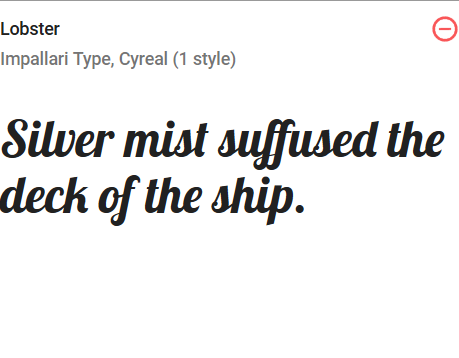 Lobster
Impallari Type, Cyreal (1 style)
Silver mist suffused the
deck of the ship.